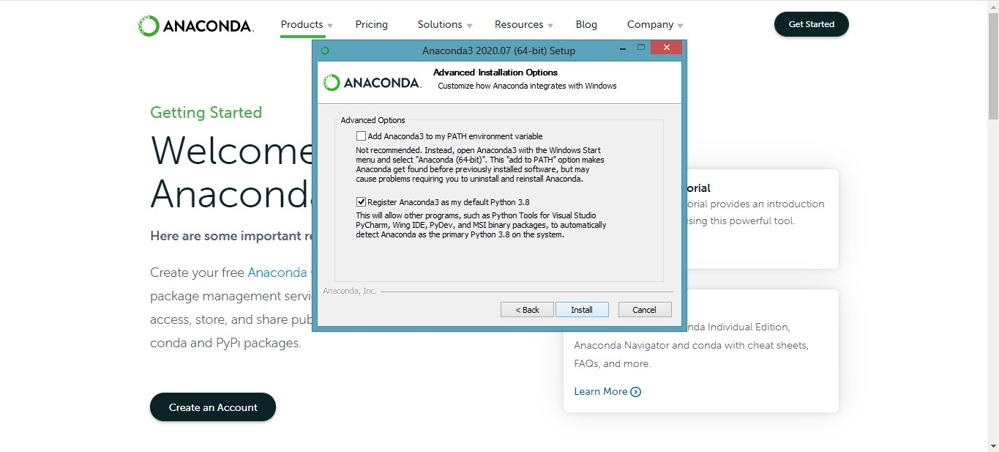 ANACONDA.
Products
Pricing
Solutions
Resources
Blog
Company
Get Started
Anaconda3 2020.07 (64-bit) Setup
ANACONDA.
Advanced Installation Options
Customize how Anaconda integrates with Windows
Advanced Options
Add Anaconda3 to my PATH environment variable
Not recommended. Instead, open Anaconda3 with the Windows Start
menu and select "Anaconda (64-bit)". This "add to PATH" option makes
Anaconda get found before previously installed software, but may
cause problems requiring you to uninstall and reinstall Anaconda.
Register Anaconda3 as my default Python 3.8
This will allow other programs, such as Python Tools for Visual Studio
PyCharm, Wing IDE, PyDev, and MSI binary packages, to automatically
detect Anaconda as the primary Python 3.8 on the system.
Anaconda, Inc.
< Back
Install
Cancel
Getting Started
Welcome
Anacond
Here are some important re
Create your free Anaconda
package management servi
access, store, and share pub
conda and PyPi packages.
Create an Account
orial
orial provides an introduction
sing this powerful tool.
nda Individual Edition,
Anaconda Navigator and conda with cheat sheets,
FAQs, and more.
Learn More